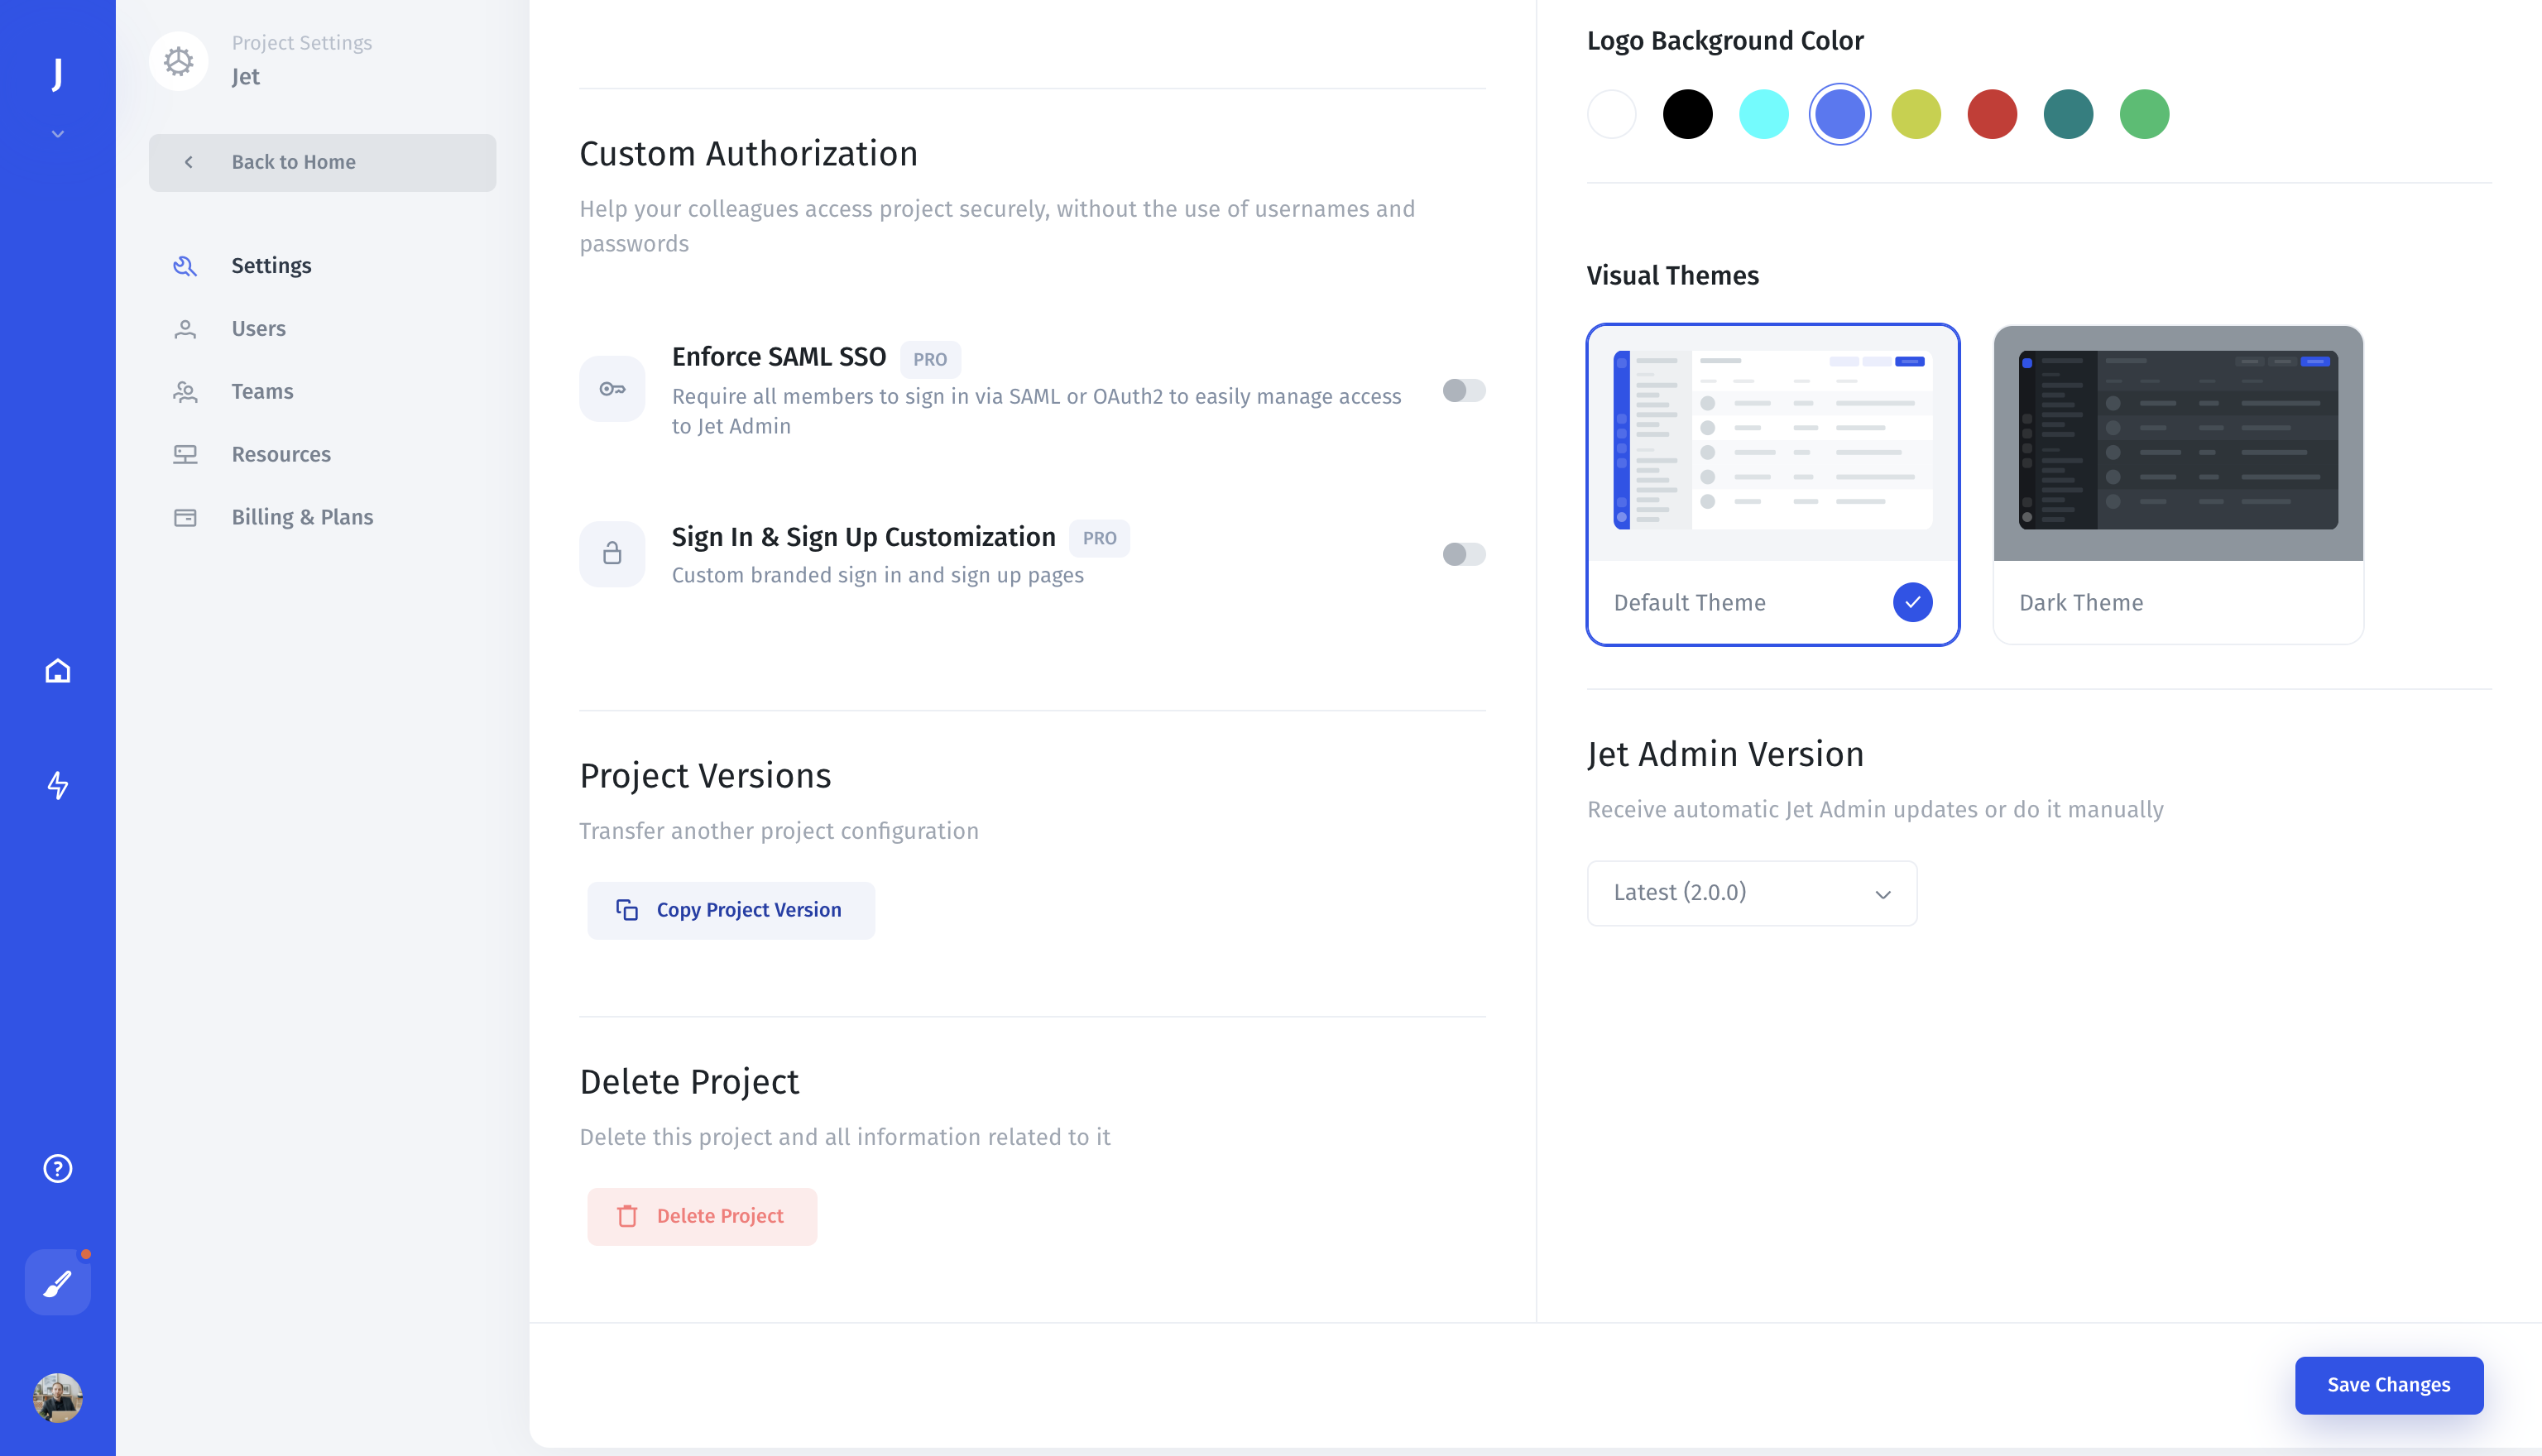 J
Project Settings
Jet
Back to Home
Settings
Users
Teams
Resources
Billing & Plans
Custom Authorization
Help your colleagues access project securely, without the use of usernames and
passwords
Enforce SAML SSO PRO
Require all members to sign in via SAML or OAuth2 to easily manage access
to Jet Admin
Sign In & Sign Up Customization PRO
Custom branded sign in and sign up pages
Project Versions
Transfer another project configuration
Copy Project Version
Delete Project
Delete this project and all information related to it
Delete Project
Logo Background Color
Visual Themes
Default Theme
Dark Theme
Jet Admin Version
Receive automatic Jet Admin updates or do it manually
Latest (2.0.0)
Save Changes